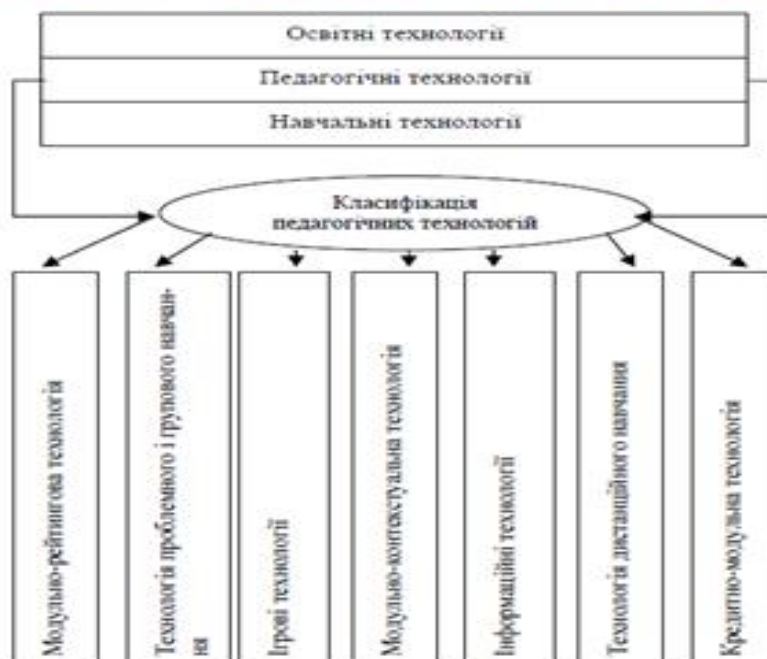 Освітні технології
Педагогічні технології
Навчальні технології
Класифікація
педагогічних технологій
Модульно-рейтингова технологія
Технологія проблемного і групового навчан-
ня
Ігрові технології
Модульно-контекстуальна технологія
Інформаційні технології
Технологія дистанційного навчання
Кредитно-модульна технологія